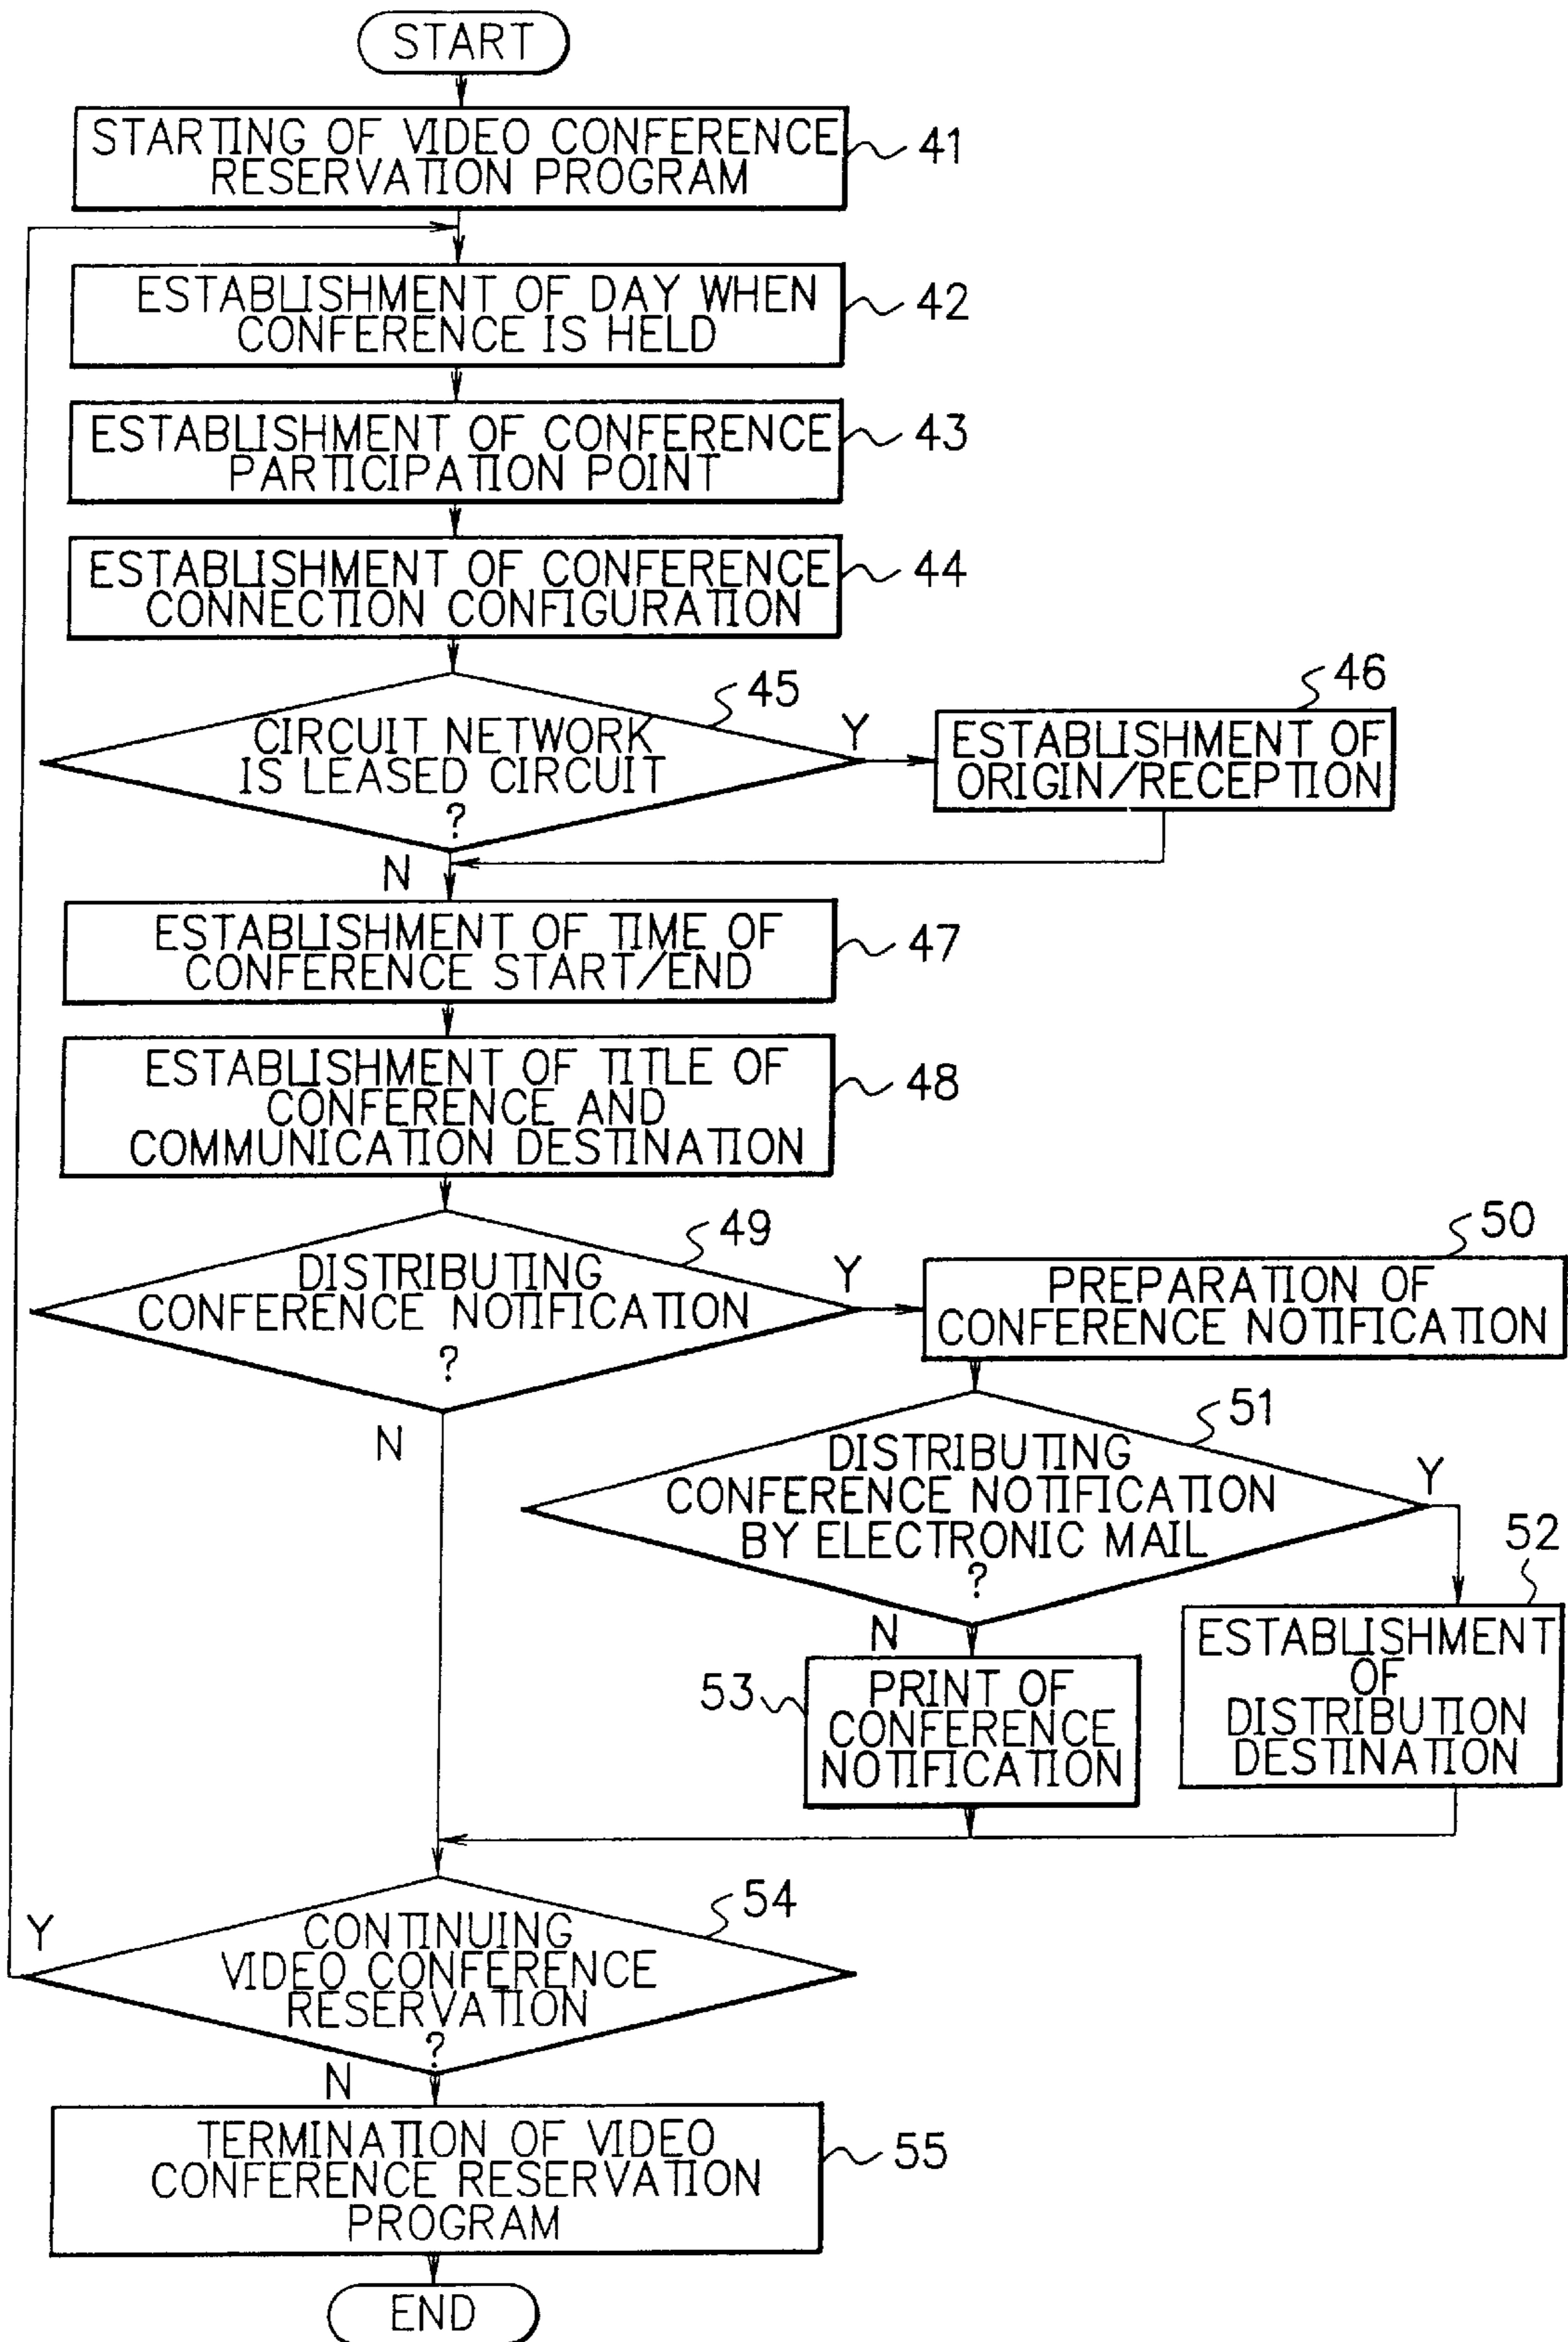 START
STARTING OF VIDEO CONFERENCE
RESERVATION PROGRAM
41
ESTABLISHMENT OF DAY WHEN
CONFERENCE IS HELD
42
ESTABLISHMENT OF CONFERENCE
PARTICIPATION POINT
43
ESTABLISHMENT OF CONFERENCE
CONNECTION CONFIGURATION
44
45
CIRCUIT NETWORK
IS LEASED CIRCUIT
?
Y
N
46
ESTABLISHMENT OF
ORIGIN/RECEPTION
ESTABLISHMENT OF TIME OF
CONFERENCE START/END
47
ESTABLISHMENT OF TITLE OF
CONFERENCE AND
COMMUNICATION DESTINATION
48
49
DISTRIBUTING
CONFERENCE NOTIFICATION
?
Y
N
50
PREPARATION OF
CONFERENCE NOTIFICATION
51
DISTRIBUTING
CONFERENCE NOTIFICATION
BY ELECTRONIC MAIL
?
Y
N
52
ESTABLISHMENT
OF
DISTRIBUTION
DESTINATION
53
PRINT OF
CONFERENCE
NOTIFICATION
54
CONTINUING
VIDEO CONFERENCE
RESERVATION
?
Y
N
TERMINATION OF VIDEO
CONFERENCE RESERVATION
PROGRAM
55
END